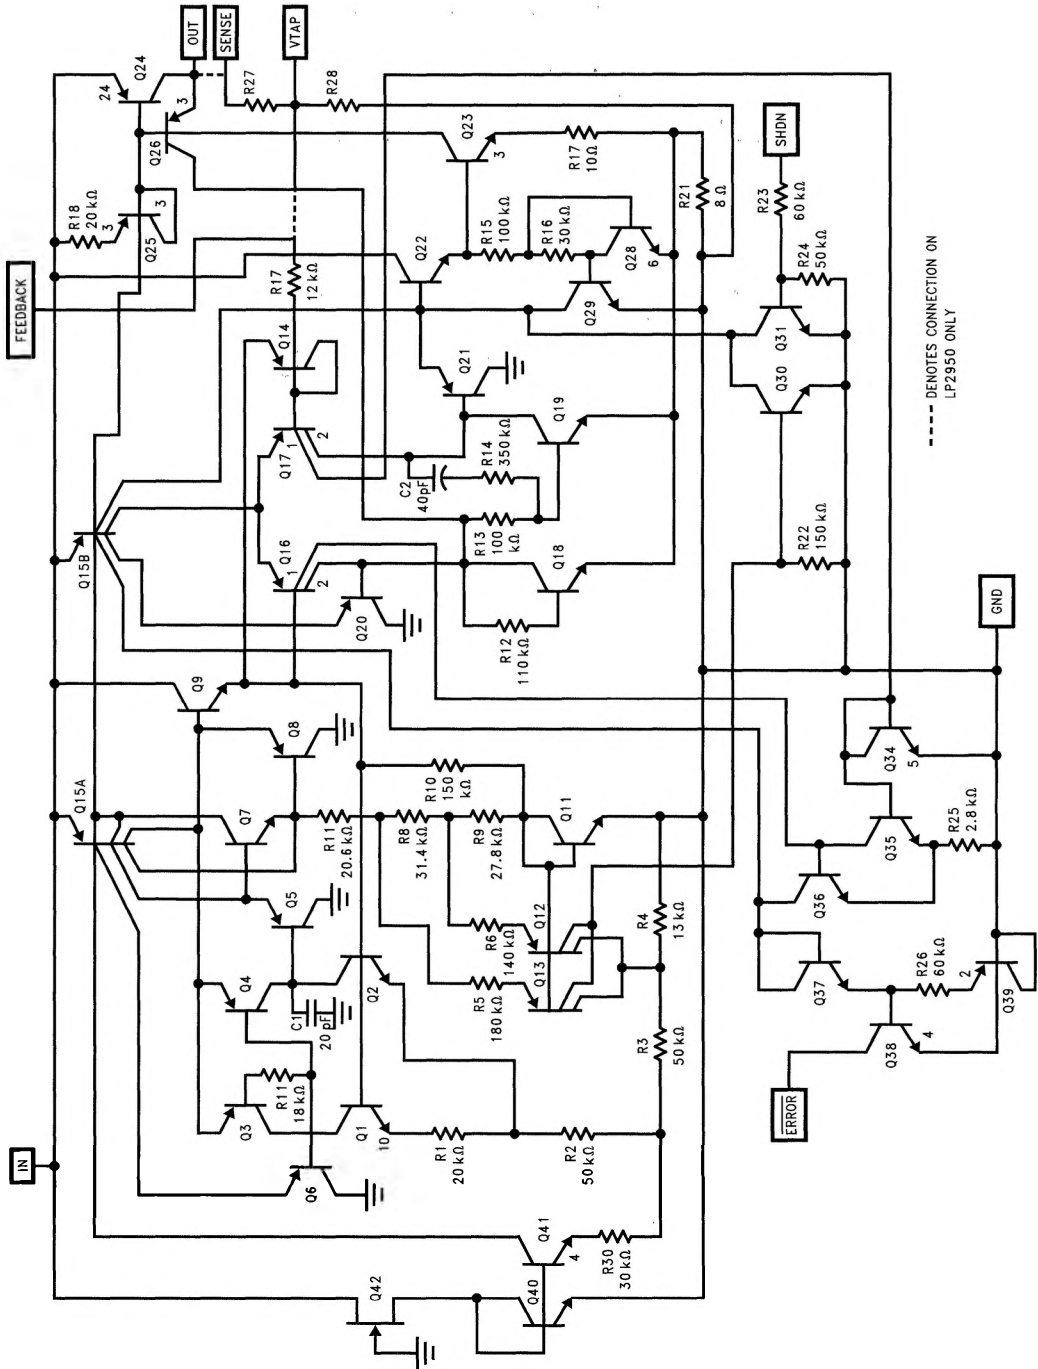 IN
FEEDBACK
OUT
SENSE
VTAP
SHDN
GND
ERROR
Q42
Q40
Q41
4
R30
30 kΩ
Q6
Q3
R11
18 kΩ
Q1
10
R1
20 kΩ
R2
50 kΩ
Q4
C1
20 pF
Q2
Q5
R5
180 kΩ
R6
140 kΩ
Q13
Q12
R3
50 kΩ
R4
13 kΩ
Q15A
Q7
Q8
R11
20.6 kΩ
R8
31.4 kΩ
R9
27.8 kΩ
R10
150
kΩ
Q11
Q9
Q15B
Q16
1
2
Q20
R12
110 kΩ
Q18
R13
100
kΩ
C2
40 pF
R14
350 kΩ
Q19
Q17
1
2
Q14
R17
12 kΩ
Q21
Q22
R15
100 kΩ
R16
30 kΩ
Q29
Q28
6
Q23
3
R17
10Ω
R21
8 Ω
R18
20 kΩ
3
Q25
3
Q26
3
24
Q24
R27
R28
R23
60 kΩ
R24
50 kΩ
Q31
Q30
R22
150 kΩ
Q34
5
Q35
R25
2.8 kΩ
Q36
Q37
R26
60 kΩ
2
Q39
Q38
4
---- DENOTES CONNECTION ON
LP2950 ONLY